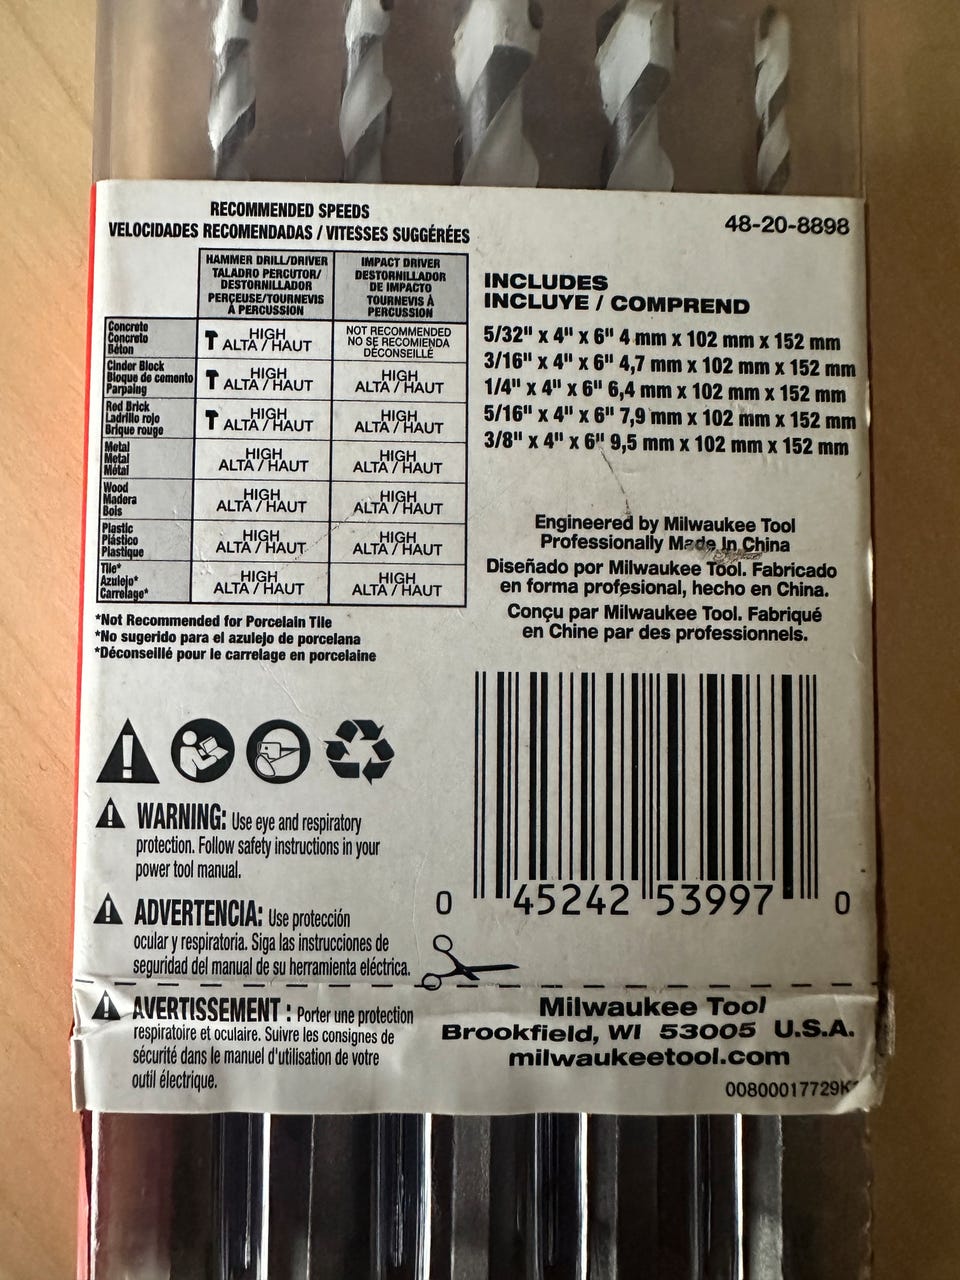 RECOMMENDED SPEEDS
VELOCIDADES RECOMENDADAS / VITESSES SUGGÉRÉES
HAMMER DRILL/DRIVER
TALADRO PERCUTOR/
DESTORNILLADOR
PERÇEUSE/TOURNEVIS
À PERCUSSION
IMPACT DRIVER
DESTORNILLADOR
DE IMPACTO
TOURNEVIS À
PERCUSSION
Concrete
Concreto
Béton
HIGH
ALTA / HAUT
NOT RECOMMENDED
NO SE RECOMIENDA
DÉCONSEILLÉ
Cinder Block
Bloque de cemento
Parpaing
HIGH
ALTA / HAUT
HIGH
ALTA / HAUT
Red Brick
Ladrillo rojo
Brique rouge
HIGH
ALTA / HAUT
HIGH
ALTA / HAUT
Metal
Metal
Métal
HIGH
ALTA / HAUT
HIGH
ALTA / HAUT
Wood
Madera
Bois
HIGH
ALTA / HAUT
HIGH
ALTA / HAUT
Plastic
Plástico
Plastique
HIGH
ALTA / HAUT
HIGH
ALTA / HAUT
Tile*
Azulejo*
Carrelage*
HIGH
ALTA / HAUT
HIGH
ALTA / HAUT
*Not Recommended for Porcelain Tile
*No sugerido para el azulejo de porcelana
*Déconseillé pour le carrelage en porcelaine
WARNING: Use eye and respiratory
protection. Follow safety instructions in your
power tool manual.
ADVERTENCIA: Use protección
ocular y respiratoria. Siga las instrucciones de
seguridad del manual de su herramienta eléctrica.
AVERTISSEMENT : Porter une protection
respiratoire et oculaire. Suivre les consignes de
sécurité dans le manuel d'utilisation de votre
outil électrique.
48-20-8898
INCLUDES
INCLUYE / COMPREND
5/32" x 4" x 6" 4 mm x 102 mm x 152 mm
3/16" x 4" x 6" 4,7 mm x 102 mm x 152 mm
1/4" x 4" x 6" 6,4 mm x 102 mm x 152 mm
5/16" x 4" x 6" 7,9 mm x 102 mm x 152 mm
3/8" x 4" x 6" 9,5 mm x 102 mm x 152 mm
Engineered by Milwaukee Tool
Professionally Made In China
Diseñado por Milwaukee Tool. Fabricado
en forma profesional, hecho en China.
Conçu par Milwaukee Tool. Fabriqué
en Chine par des professionnels.
0 45242 53997 0
Milwaukee Tool
Brookfield, WI 53005 U.S.A.
milwaukeetool.com